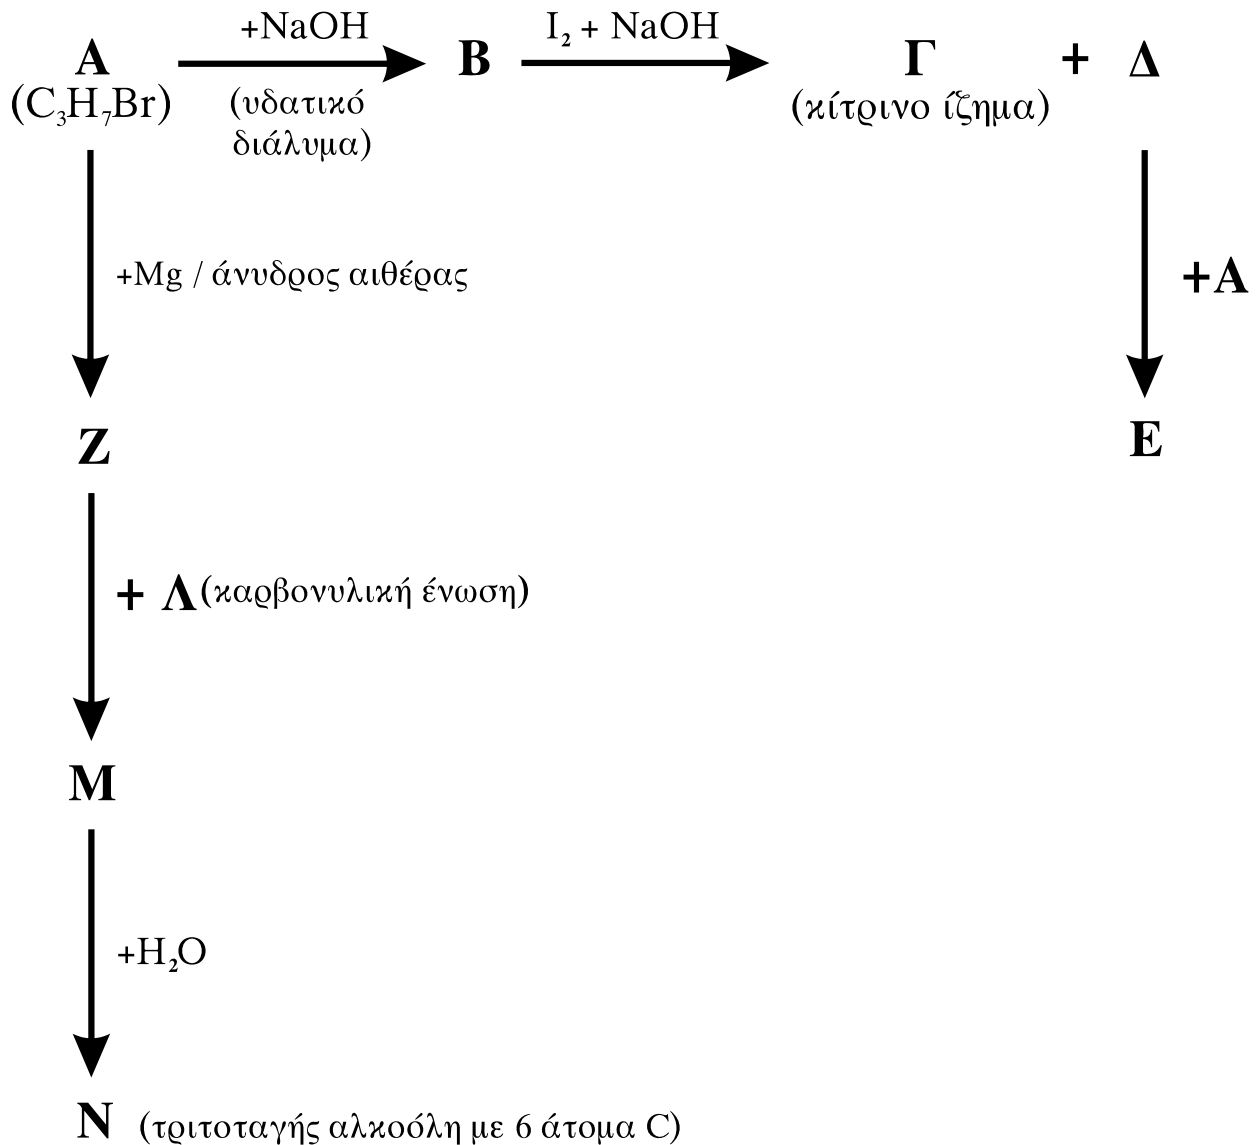 +NaOH
I₂ + NaOH
A
B
Γ
+
Δ
(C₃H₇Br)
(υδατικό
διάλυμα)
(κίτρινο ίζημα)
+Mg / άνυδρος αιθέρας
+A
Z
E
+ Λ(καρβονυλική ένωση)
M
+H₂O
N (τριτοταγής αλκοόλη με 6 άτομα C)